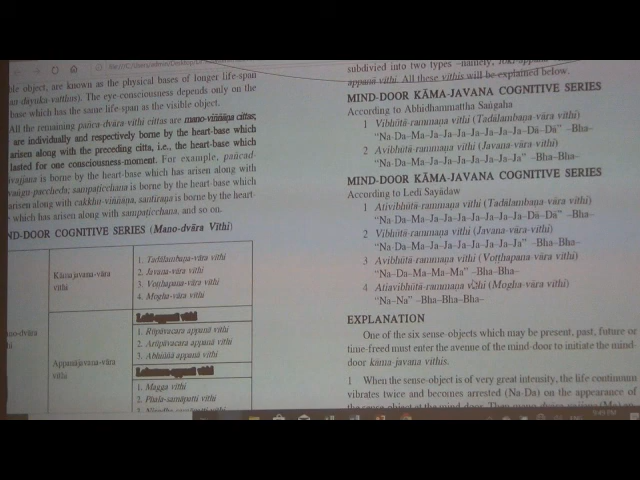 ble object, are known as the physical bases of longer life-span
āyuka-vatthus). The eye-consciousness depends only on the
base which has the same life-span as the visible object.
All the remaining pañca-dvāra vīthi cittas are mano-viññāṇa cittas;
are individually and respectively borne by the heart-base which
arisen along with the preceding citta, i.e., the heart-base which
lasted for one consciousness-moment. For example, pañcad-
vajjana is borne by the heart-base which has arisen along with
sampaṭicchana is borne by the heart-base which
arisen along with cakkhu-viññāṇa, santīraṇa is borne by the heart-
which has arisen along with sampaṭicchana, and so on.
ND-DOOR COGNITIVE SERIES (Mano-dvāra Vīthi)
Kāmajavana-vāra
vīthi
1. Tadālambaṇa-vāra vīthi
2. Javana-vāra vīthi
3. Voṭṭhapana-vāra vīthi
4. Mogha-vāra vīthi
ano-dvārā
Appanājavana-vāra
vīthi
1. Rūpāvacara appanā vīthi
2. Arūpāvacara appanā vīthi
3. Abhiññā appanā vīthi
1. Magga vīthi
2. Phala-samāpatti vīthi
subdivided into two types –namely,
appanā vīthi. All these vīthis will be explained below.
MIND-DOOR KĀMA-JAVANA COGNITIVE SERIES
According to Abhidhammattha Saṅgaha
1 Vibhūtā-rammaṇa vīthi (Tadālambaṇa-vāra vīthi)
“Na-Da-Ma-Ja-Ja-Ja-Ja-Ja-Ja-Ja-Dā-Dā” –Bha–
2 Avibhūtā-rammaṇa vīthi (Javana-vāra vīthi)
“Na-Da-Ma-Ja-Ja-Ja-Ja-Ja-Ja-Ja” –Bha-Bha–
MIND-DOOR KĀMA-JAVANA COGNITIVE SERIES
According to Ledi Sayādaw
1 Ativibhūtā-rammaṇa vīthi (Tadālambaṇa-vāra vīthi)
“Na-Da-Ma-Ja-Ja-Ja-Ja-Ja-Ja-Ja-Dā-Dā” –Bha–
2 Vibhūtā-rammaṇa vīthi (Javana-vāra vīthi)
“Na-Da-Ma-Ja-Ja-Ja-Ja-Ja-Ja-Ja” –Bha-Bha–
3 Avibhūtā-rammaṇa vīthi (Voṭṭhapana-vāra vīthi)
“Na-Da-Ma-Ma-Ma” –Bha-Bha–
4 Atiavibhūtā-rammaṇa vīthi (Mogha-vāra vīthi)
“Na-Na” –Bha-Bha-Bha–
EXPLANATION
One of the six sense-objects which may be present, past, future or
time-freed must enter the avenue of the mind-door to initiate the mind-
door kāma-javana vīthis.
1 When the sense-object is of very great intensity, the life continuum
vibrates twice and becomes arrested (Na-Da) on the appearance of
9:49 PM